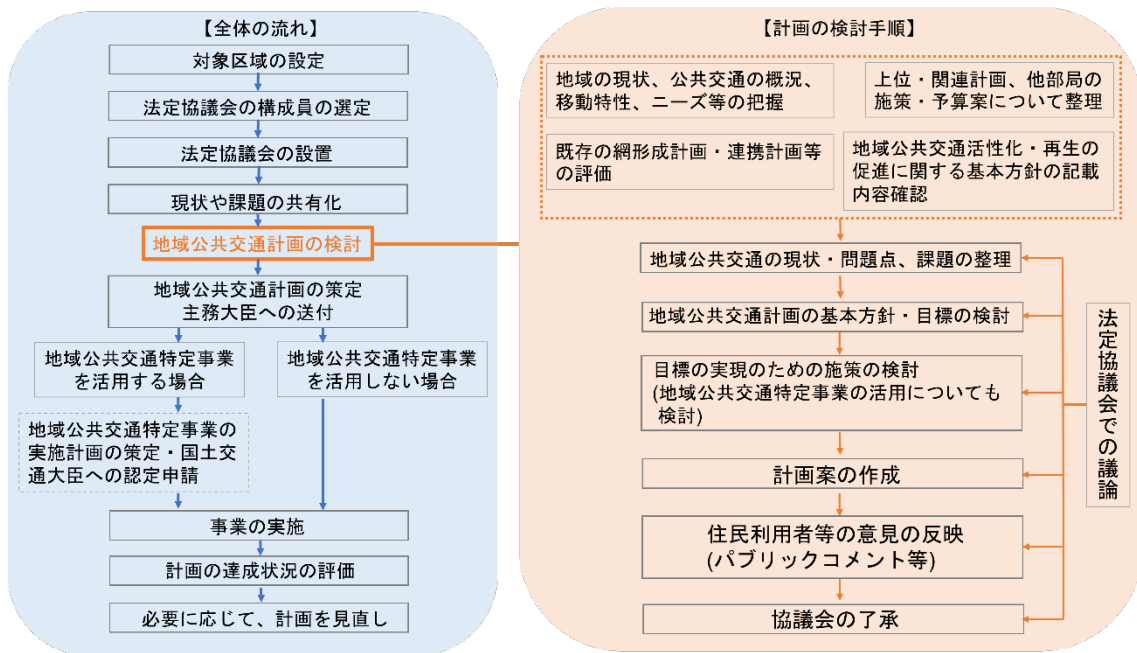 【全体の流れ】
対象区域の設定
法定協議会の構成員の選定
法定協議会の設置
現状や課題の共有化
地域公共交通計画の検討
地域公共交通計画の策定
主務大臣への送付
地域公共交通特定事業
を活用する場合
地域公共交通特定事業
を活用しない場合
地域公共交通特定事業の
実施計画の策定・国土交
通大臣への認定申請
事業の実施
計画の達成状況の評価
必要に応じて、計画を見直し
【計画の検討手順】
地域の現状、公共交通の概況、
移動特性、ニーズ等の把握
上位・関連計画、他部局の
施策・予算案について整理
既存の網形成計画・連携計画等
の評価
地域公共交通活性化・再生の
促進に関する基本方針の記載
内容確認
地域公共交通の現状・問題点、課題の整理
地域公共交通計画の基本方針・目標の検討
目標の実現のための施策の検討
(地域公共交通特定事業の活用についても
検討)
計画案の作成
住民利用者等の意見の反映
(パブリックコメント等)
協議会の了承
法定協議会での議論